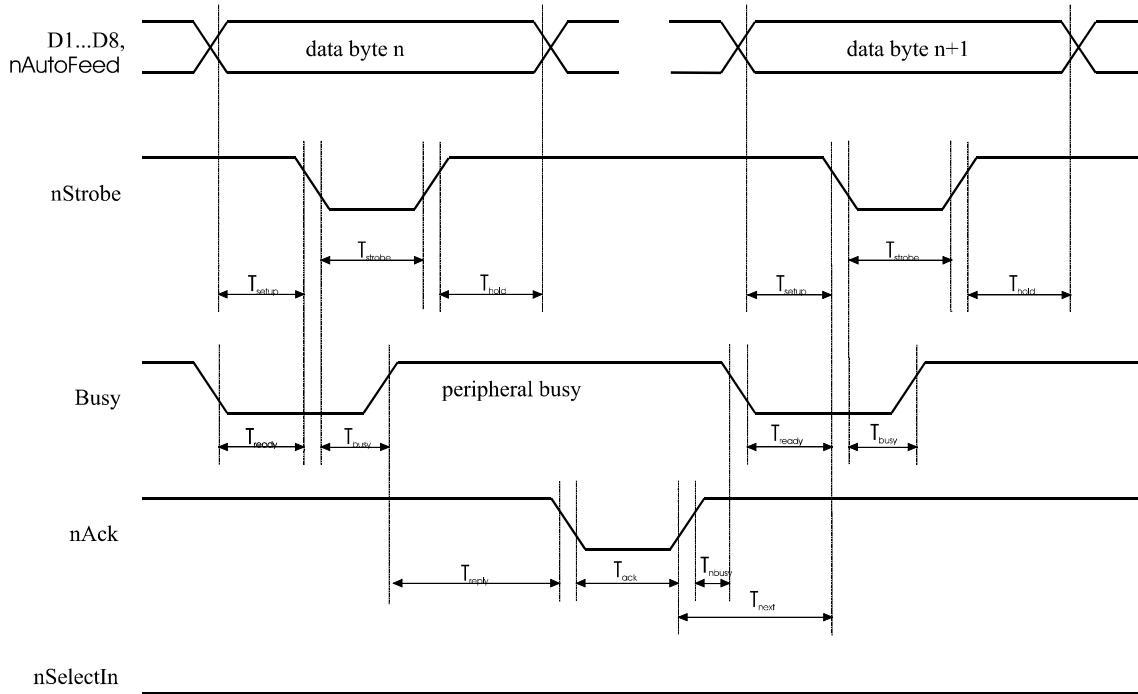 D1...D8,
nAutoFeed
data byte n
data byte n+1
nStrobe
Tstrobe
Tstrobe
Tsetup
Thold
Tsetup
Thold
Busy
peripheral busy
Tready
Tbusy
Tready
Tbusy
nAck
Treply
Tack
Tnbusy
Tnext
nSelectIn